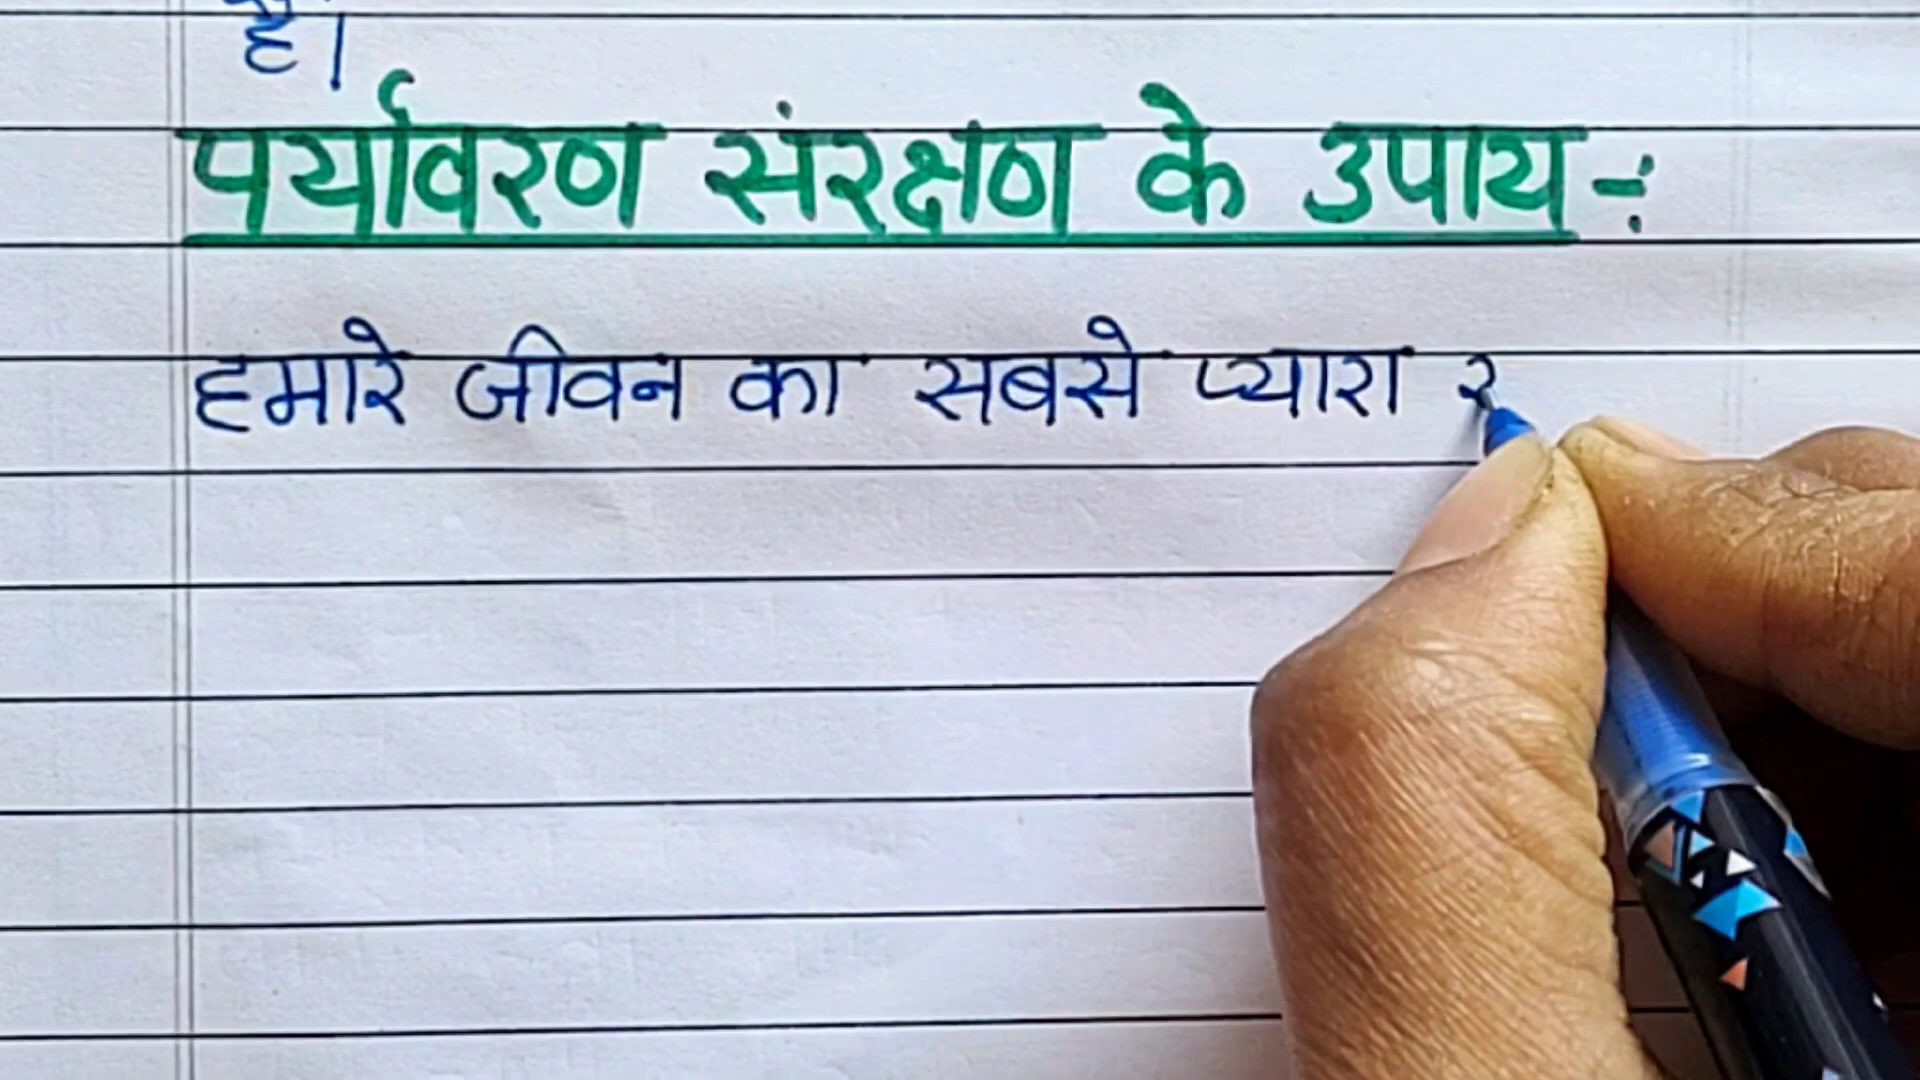 है।
पर्यावरण संरक्षण के उपाय -:
हमारे जीवन का सबसे प्यारा